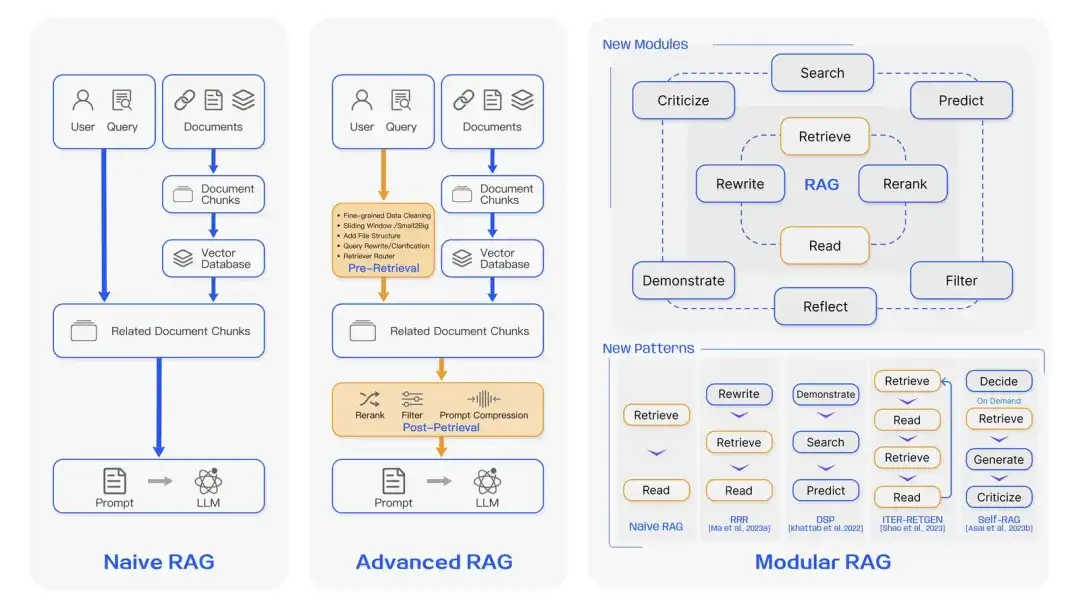 User
Query
Documents
Document
Chunks
Vector
Database
Related Document Chunks
Prompt
LLM
Naive RAG
User
Query
Documents
• Fine-grained Data Cleaning
• Sliding Window /Small2Big
• Add File Structure
• Query Rewrite/Clarification
• Retriever Router
Pre-Retrieval
Document
Chunks
Vector
Database
Related Document Chunks
Rerank
Filter
Prompt Compression
Post-Petrieval
Prompt
LLM
Advanced RAG
New Modules
Search
Criticize
Predict
Retrieve
Rewrite
RAG
Rerank
Read
Demonstrate
Filter
Reflect
New Patterns
Retrieve
Read
Naive RAG
Rewrite
Retrieve
Read
RRR
[Ma et al., 2023a]
Demonstrate
Search
Predict
DSP
[Khattab et al.,2022]
Retrieve
Read
Retrieve
Read
ITER-RETGEN
[Shao et al., 2023]
Decide
On Demand
Retrieve
Generate
Criticize
Self-RAG
[Asai et al., 2023b]
Modular RAG